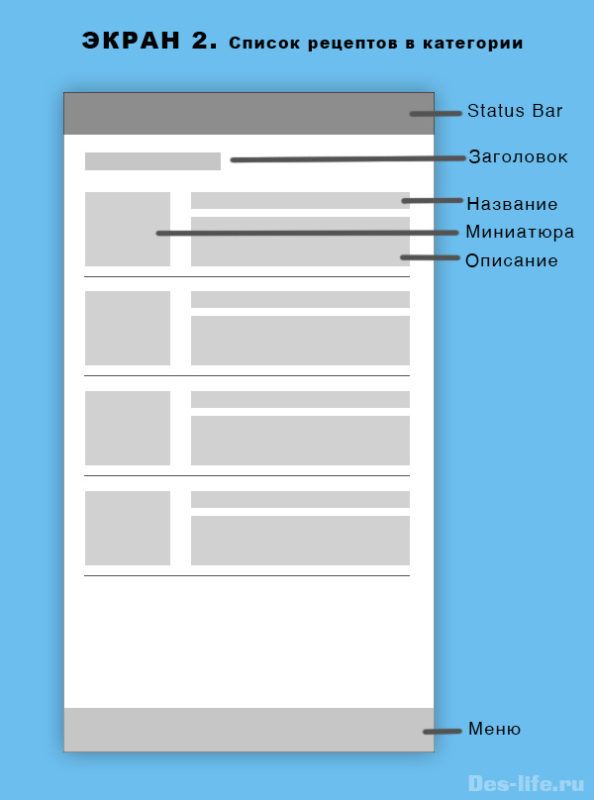 ЭКРАН 2. Список рецептов в категории
Status Bar
Заголовок
Название
Миниатюра
Описание
Меню
Des-life.ru